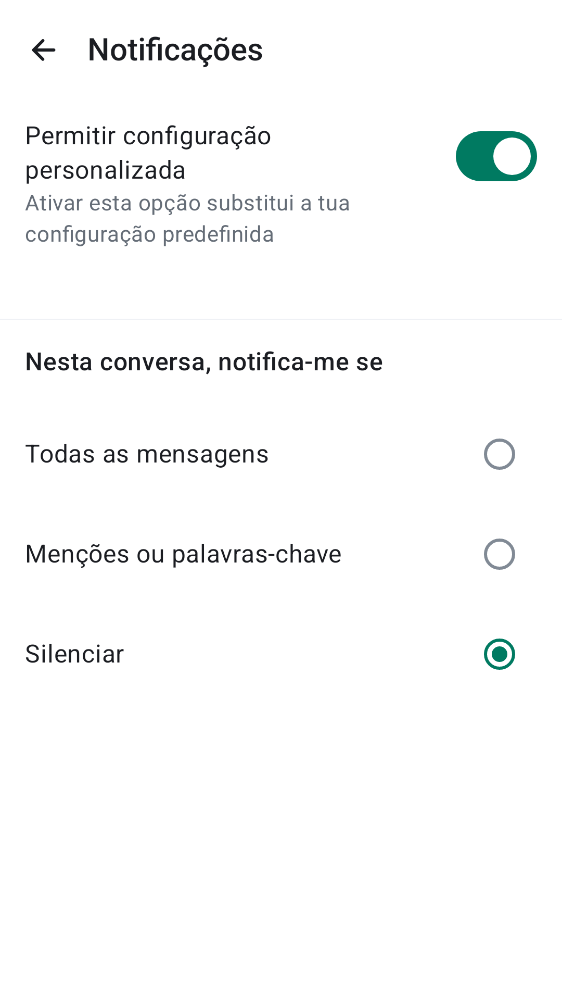 Notificações
Permitir configuração
personalizada
Ativar esta opção substitui a tua
configuração predefinida
Nesta conversa, notifica-me se
Todas as mensagens
Menções ou palavras-chave
Silenciar